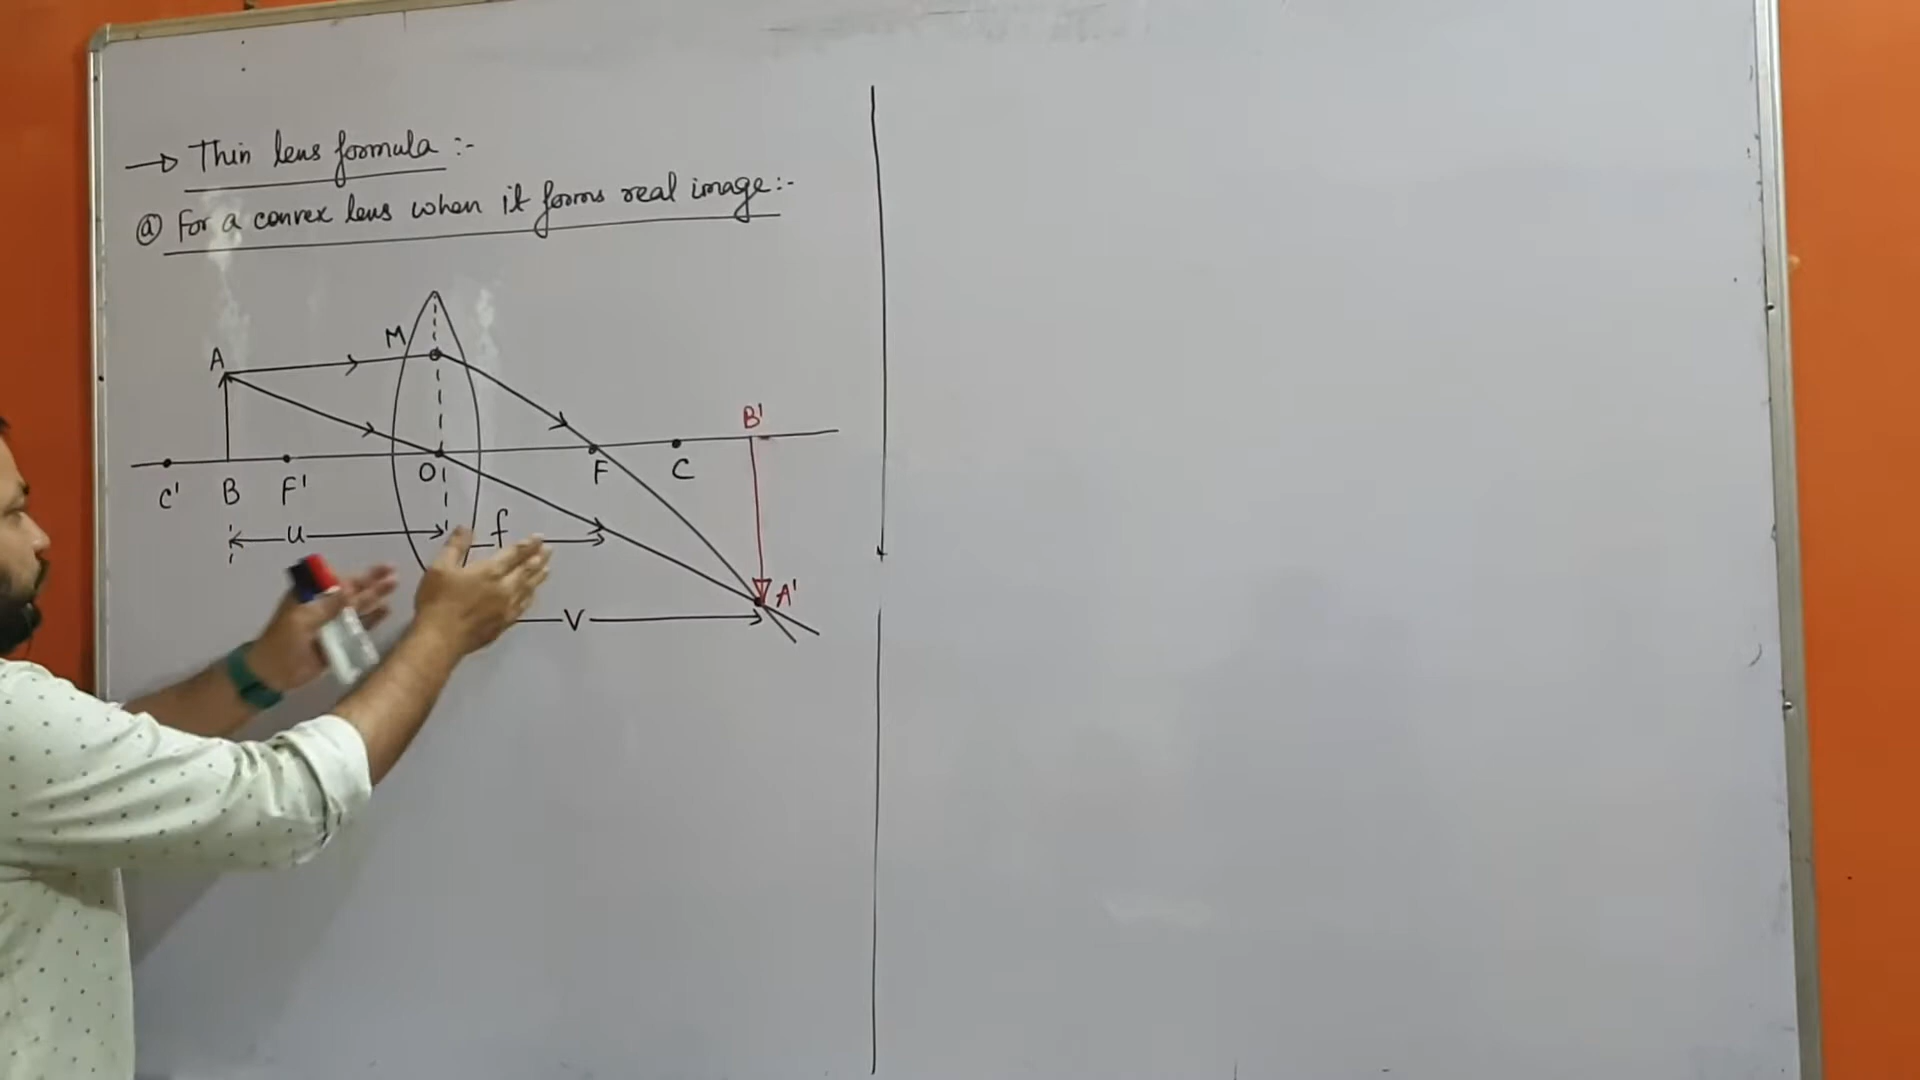 → Thin lens formula :-
ⓐ For a convex lens when it forms real image:-
M
A
B'
O F C
C' B F'
u f
A'
V